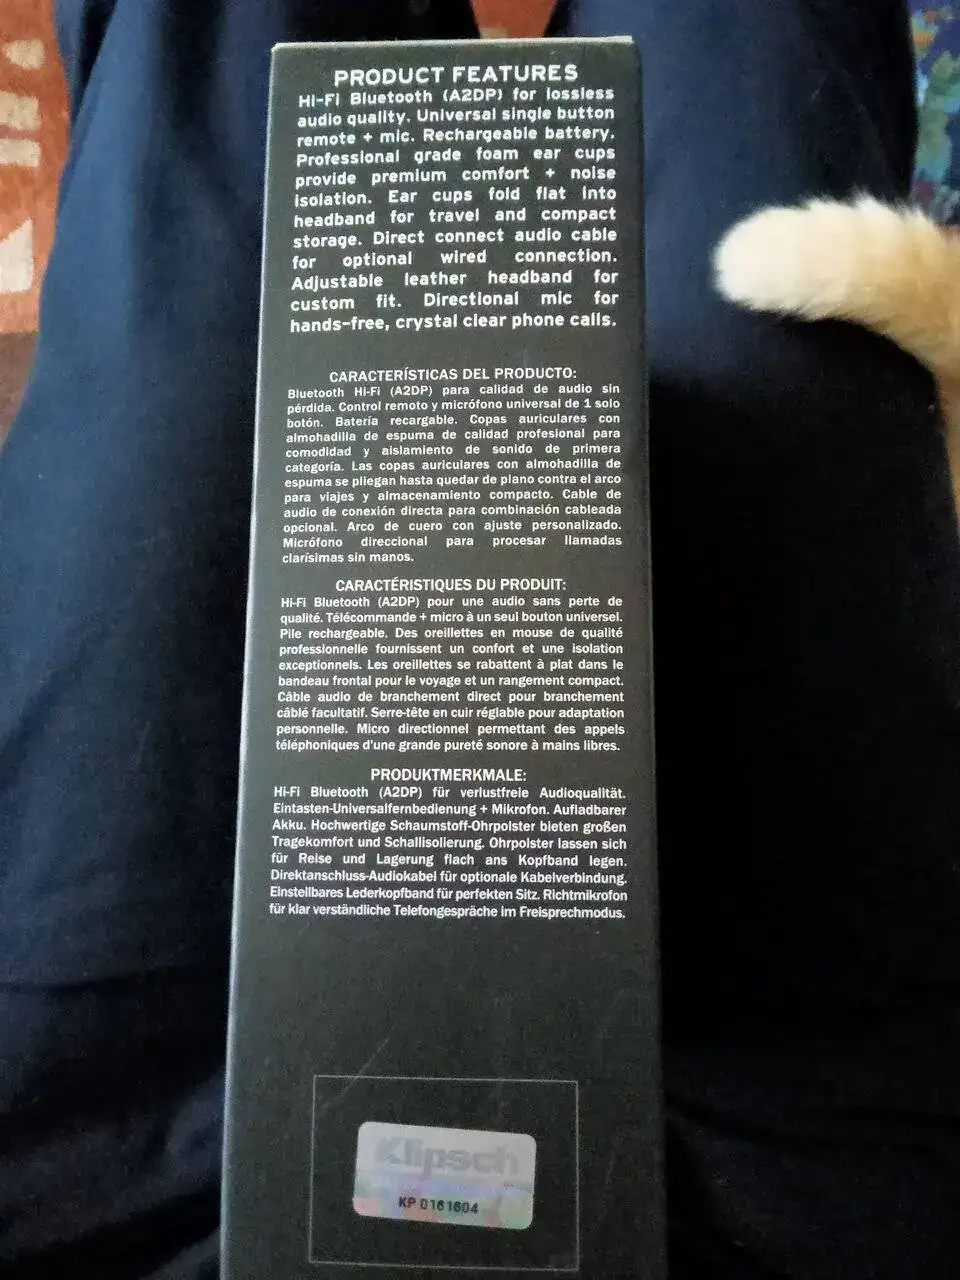 PRODUCT FEATURES
Hi-Fi Bluetooth (A2DP) for lossless
audio quality. Universal single button
remote + mic. Rechargeable battery.
Professional grade foam ear cups
provide premium comfort + noise
isolation. Ear cups fold flat into
headband for travel and compact
storage. Direct connect audio cable
for optional wired connection.
Adjustable leather headband for
custom fit. Directional mic for
hands-free, crystal clear phone calls.
CARACTERÍSTICAS DEL PRODUCTO:
Bluetooth Hi-Fi (A2DP) para calidad de audio sin
pérdida. Control remoto y micrófono universal de 1 solo
botón. Batería recargable. Copas auriculares con
almohadilla de espuma de calidad profesional para
comodidad y aislamiento de sonido de primera
categoría. Las copas auriculares con almohadilla de
espuma se pliegan hasta quedar de plano contra el arco
para viajes y almacenamiento compacto. Cable de
audio de conexión directa para combinación cableada
opcional. Arco de cuero con ajuste personalizado.
Micrófono direccional para procesar llamadas
clarísimas sin manos.
CARACTÉRISTIQUES DU PRODUIT:
Hi-Fi Bluetooth (A2DP) pour une audio sans perte de
qualité. Télécommande + micro à un seul bouton universel.
Pile rechargeable. Des oreillettes en mouse de qualité
professionnelle fournissent un confort et une isolation
exceptionnels. Les oreillettes se rabattent à plat dans le
bandeau frontal pour le voyage et un rangement compact.
Câble audio de branchement direct pour branchement
câblé facultatif. Serre-tête en cuir réglable pour adaptation
personnelle. Micro directionnel permettant des appels
téléphoniques d'une grande pureté sonore à mains libres.
PRODUKTMERKMALE:
Hi-Fi Bluetooth (A2DP) für verlustfreie Audioqualität.
Eintasten-Universalfernbedienung + Mikrofon. Aufladbarer
Akku. Hochwertige Schaumstoff-Ohrpolster bieten großen
Tragekomfort und Schallisolierung. Ohrpolster lassen sich
für Reise und Lagerung flach ans Kopfband legen.
Direktanschluss-Audiokabel für optionale Kabelverbindung.
Einstellbares Lederkopfband für perfekten Sitz. Richtmikrofon
für klar verständliche Telefongespräche im Freisprechmodus.
Klipsch
KP 0161604